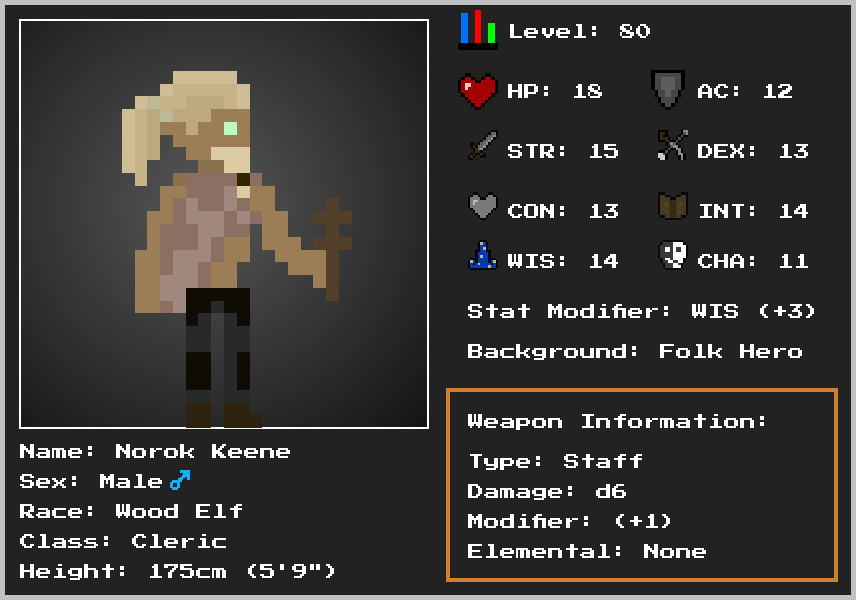 Level: 80
HP: 18 AC: 12
STR: 15 DEX: 13
CON: 13 INT: 14
WIS: 14 CHA: 11
Stat Modifier: WIS (+3)
Background: Folk Hero
Weapon Information:
Type: Staff
Damage: d6
Modifier: (+1)
Elemental: None
Name: Norok Keene
Sex: Male ♂
Race: Wood Elf
Class: Cleric
Height: 175cm (5'9")